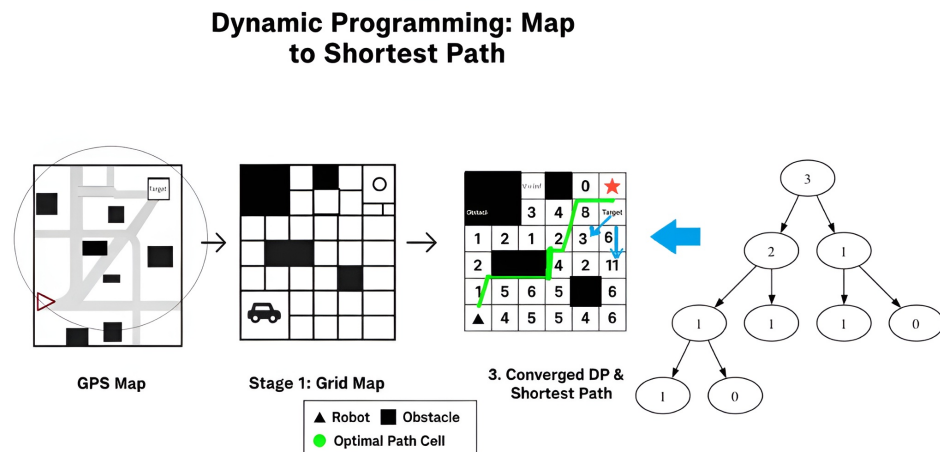 Dynamic Programming: Map
to Shortest Path
Target
0
3 4 8 Target
Obstacle
1 2 1 2 3 6
2 4 2 11
1 5 6 5 6
4 5 5 4 6
3
2 1
1 1 1 0
1 0
GPS Map
Stage 1: Grid Map
3. Converged DP &
Shortest Path
Robot Obstacle
Optimal Path Cell